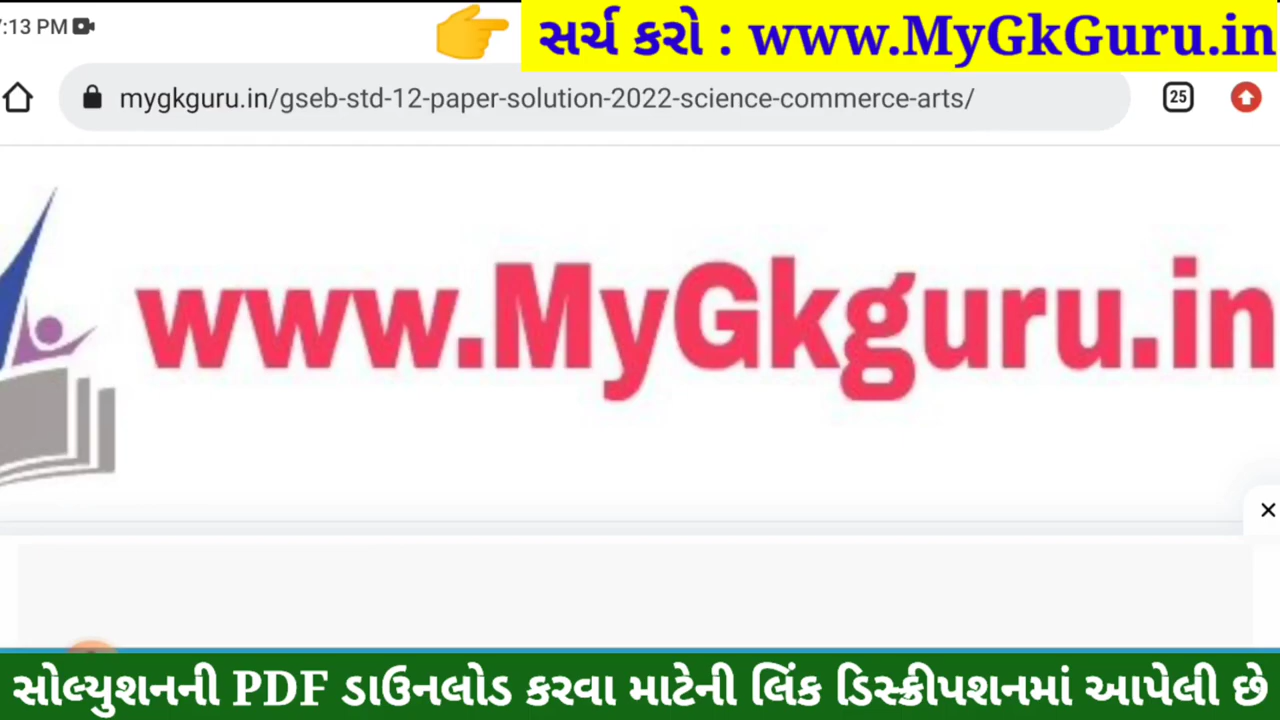 :13 PM
👉 સર્ચ કરો : www.MyGkGuru.in
mygkguru.in/gseb-std-12-paper-solution-2022-science-commerce-arts/
25
www.MyGkguru.in
સોલ્યુશનની PDF ડાઉનલોડ કરવા માટેની લિંક ડિસ્ક્રીપશનમાં આપેલી છે